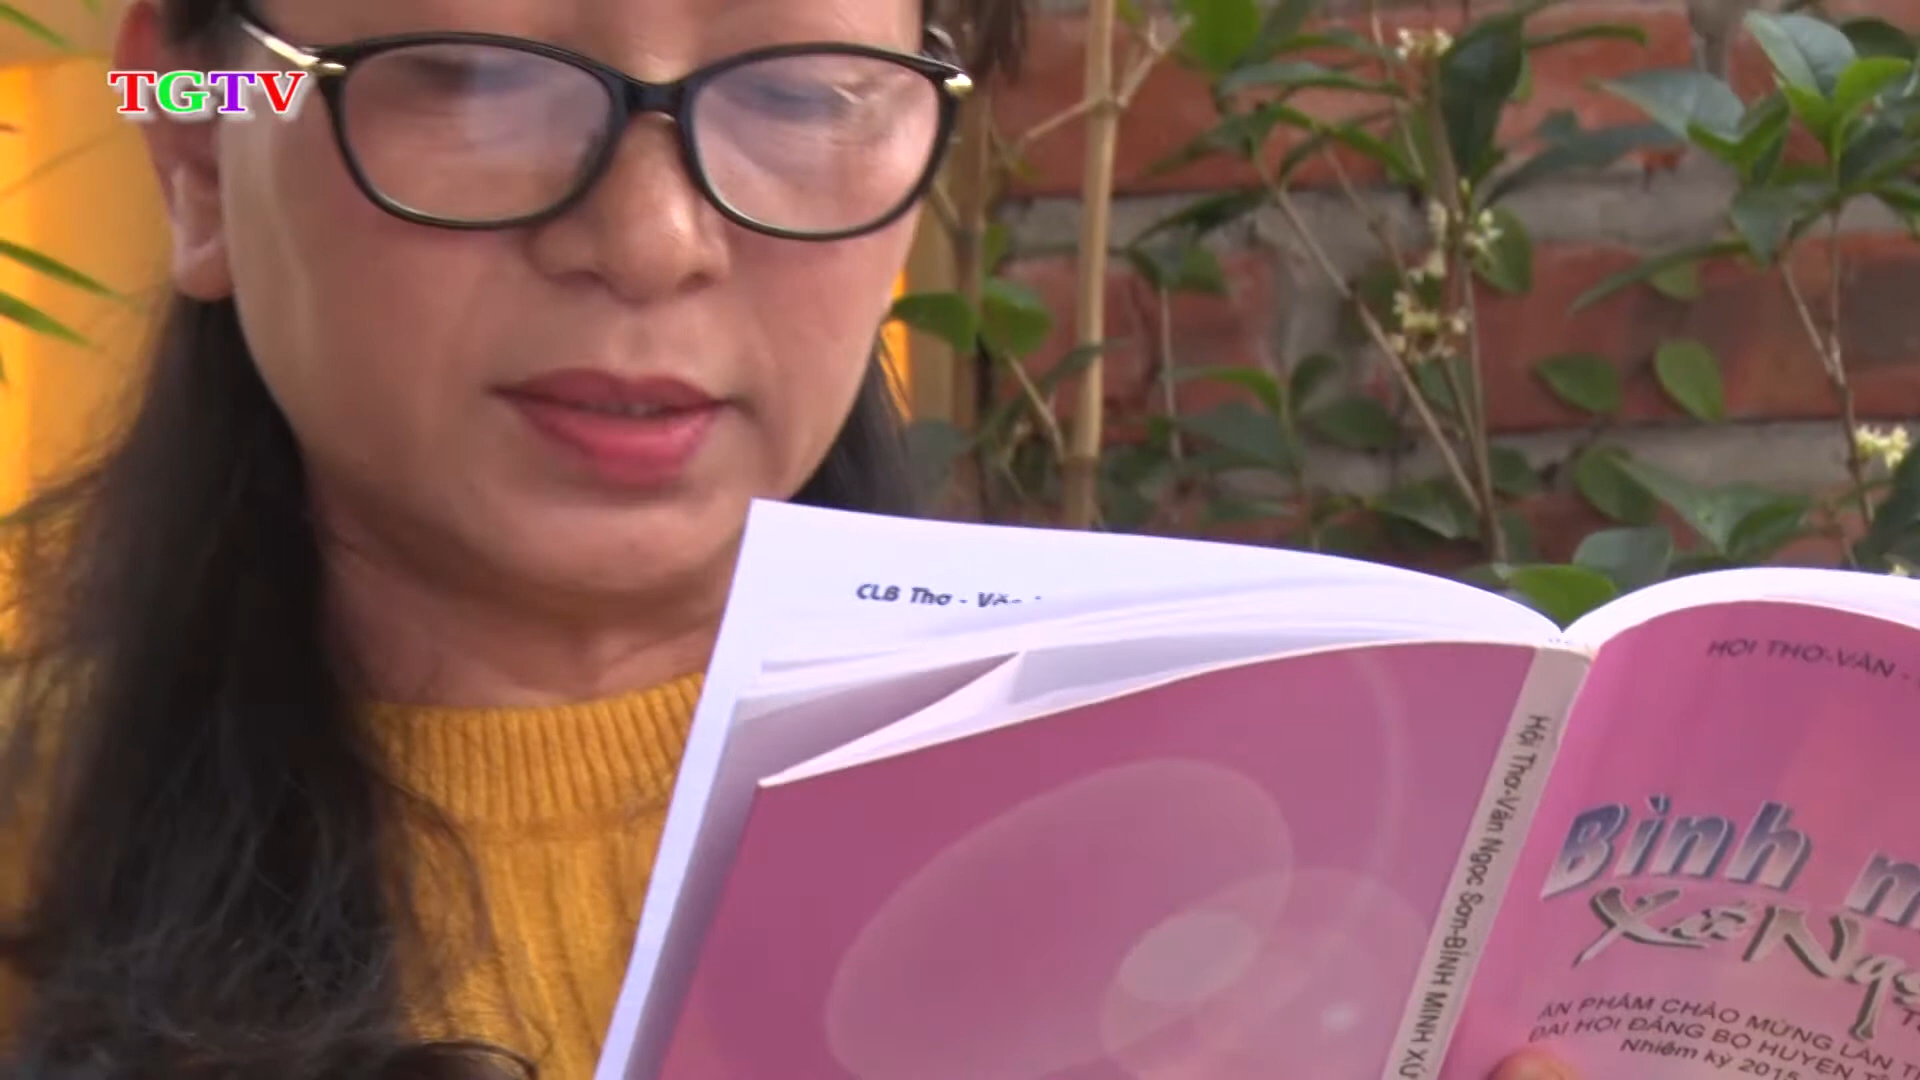 TGTV
CLB Thơ - Văn
HỘI THƠ-VĂN -
Hội Thơ-Văn Ngọc Sơn-BÌNH MINH XỨ
Bình
Xứ
ẤN PHẨM CHÀO MỪNG LẦN
ĐẠI HỘI ĐẢNG BỘ HUYỆN
Nhiệm kỳ 2015